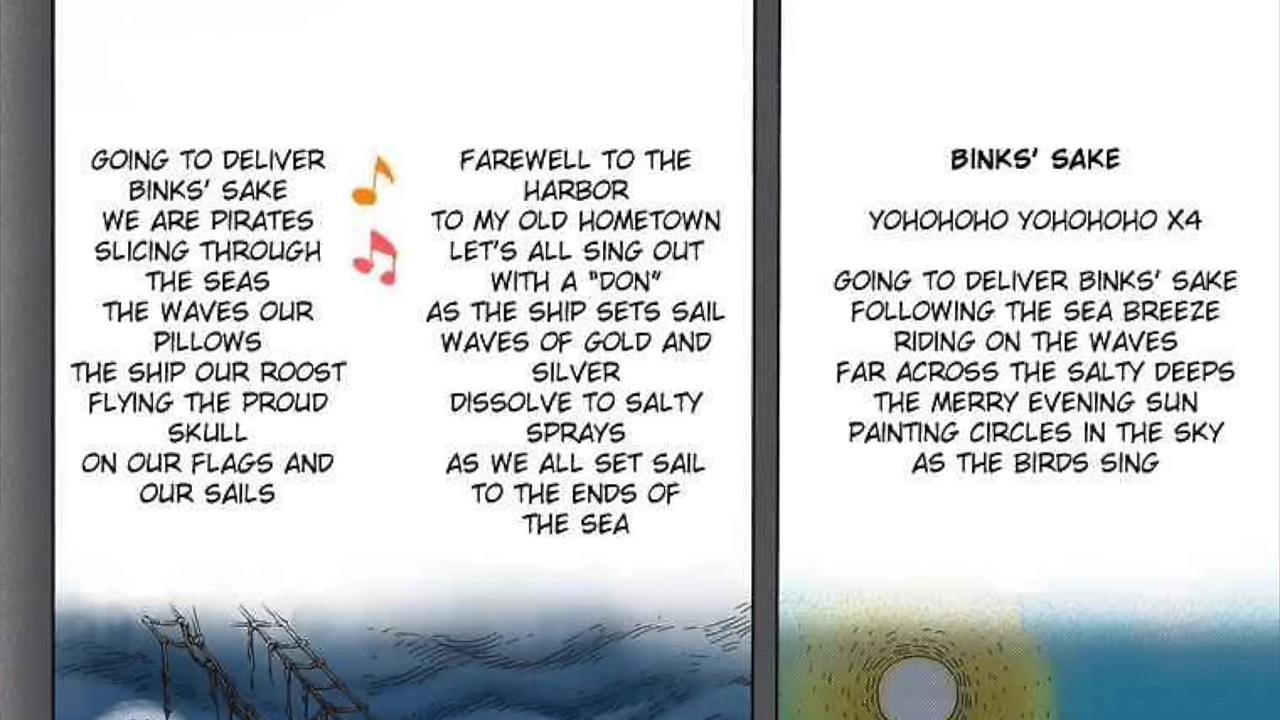 BINKS' SAKE
YOHOHOHO YOHOHOHO X4
GOING TO DELIVER BINKS' SAKE
FOLLOWING THE SEA BREEZE
RIDING ON THE WAVES
FAR ACROSS THE SALTY DEEPS
THE MERRY EVENING SUN
PAINTING CIRCLES IN THE SKY
AS THE BIRDS SING
FAREWELL TO THE
HARBOR
TO MY OLD HOMETOWN
LET'S ALL SING OUT
WITH A "DON"
AS THE SHIP SETS SAIL
WAVES OF GOLD AND
SILVER
DISSOLVE TO SALTY
SPRAYS
AS WE ALL SET SAIL
TO THE ENDS OF
THE SEA
GOING TO DELIVER
BINKS' SAKE
WE ARE PIRATES
SLICING THROUGH
THE SEAS
THE WAVES OUR
PILLOWS
THE SHIP OUR ROOST
FLYING THE PROUD
SKULL
ON OUR FLAGS AND
OUR SAILS